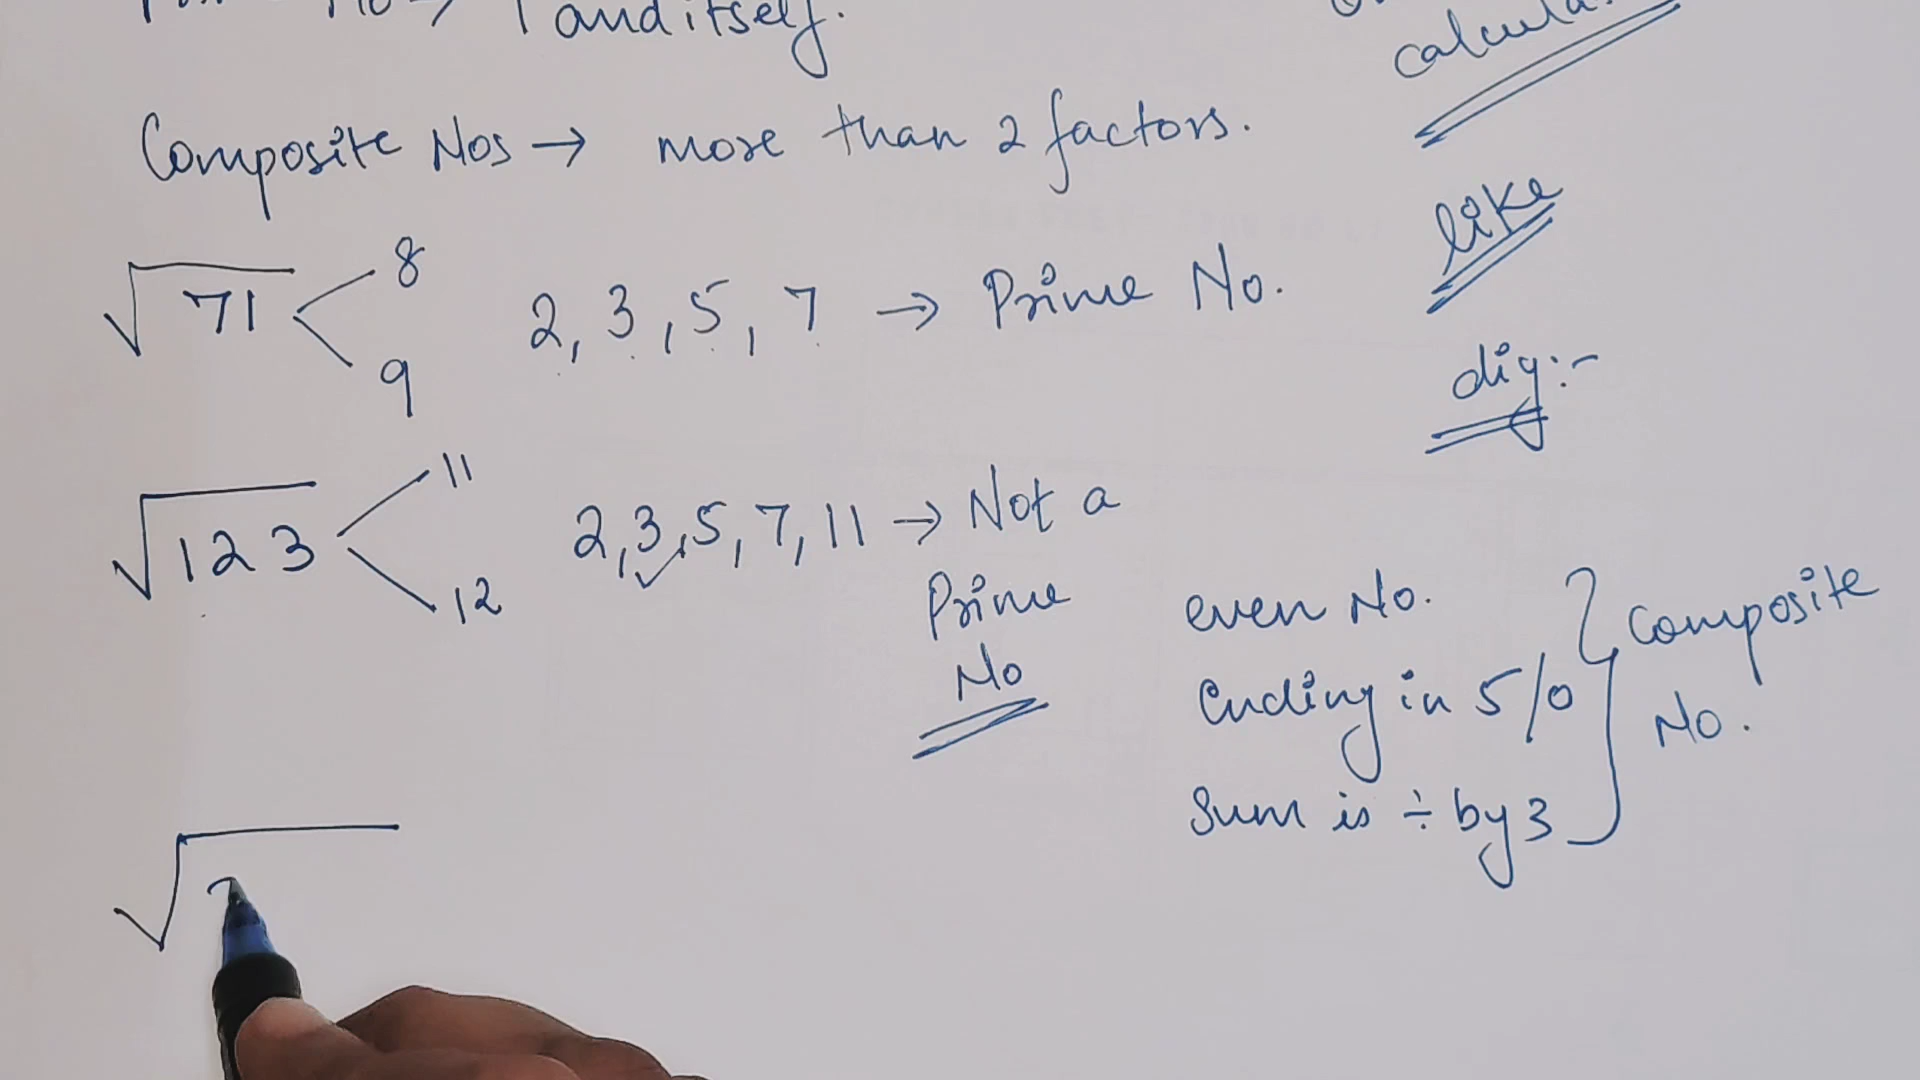 No → 1 and itself.
Composite Nos → more than 2 factors.
like
√71 8 9 2, 3, 5, 7 → Prime No.
√123 11 12 2, 3, 5, 7, 11 → Not a
Prime
No
even No.
Ending in 5/0
Sum is ÷ by 3
Composite
No.